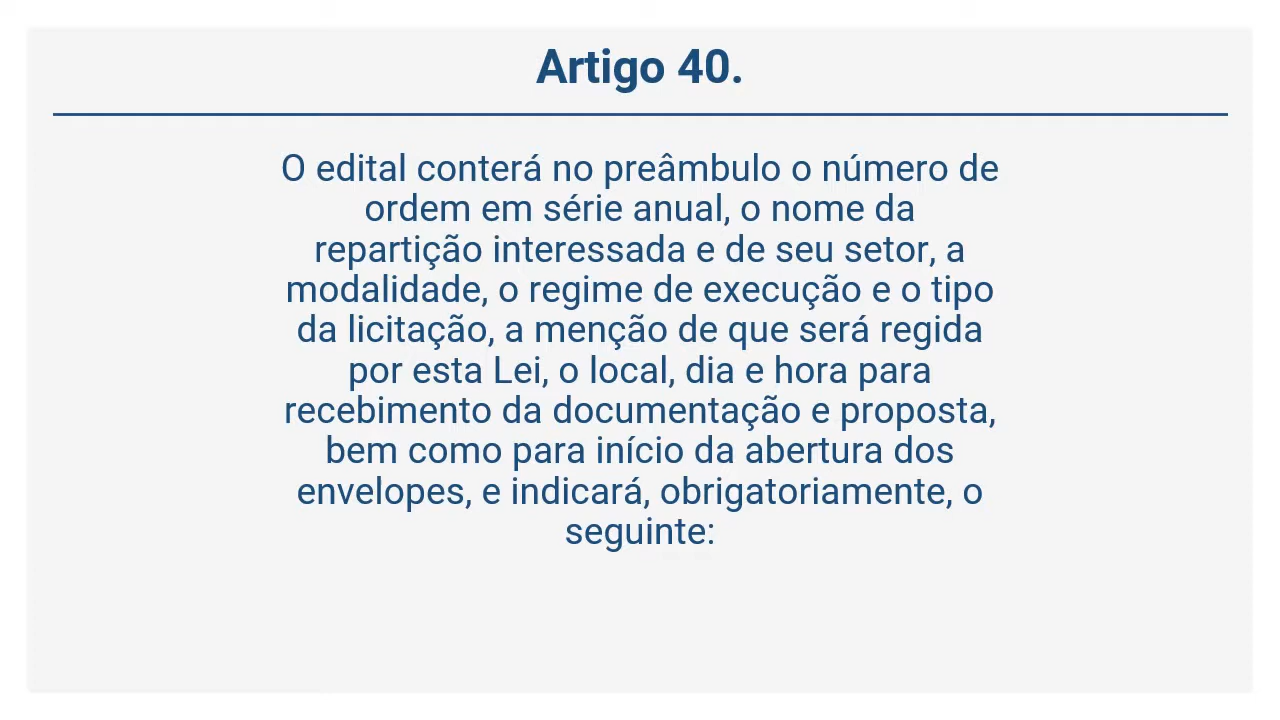 Artigo 40.
O edital conterá no preâmbulo o número de
ordem em série anual, o nome da
repartição interessada e de seu setor, a
modalidade, o regime de execução e o tipo
da licitação, a menção de que será regida
por esta Lei, o local, dia e hora para
recebimento da documentação e proposta,
bem como para início da abertura dos
envelopes, e indicará, obrigatoriamente, o
seguinte: